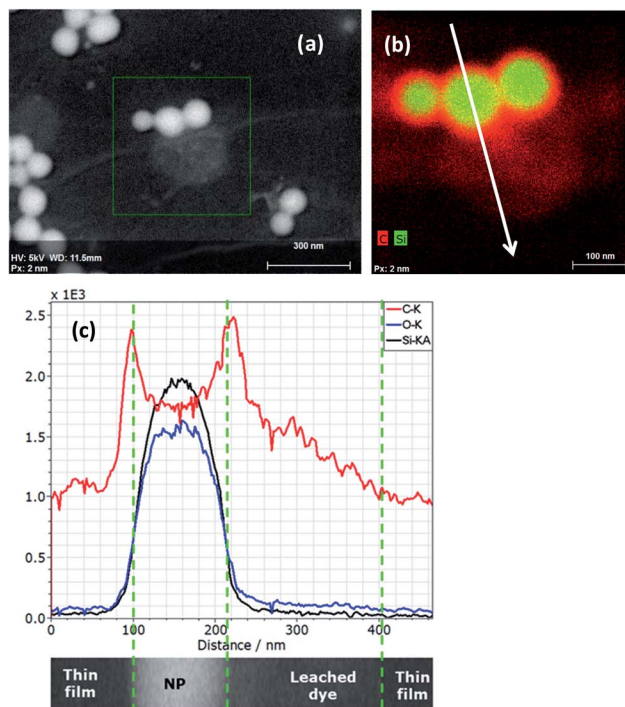 (a)
HV: 5kV WD: 11.5mm
Px: 2 nm
300 nm
(b)
C Si
Px: 2 nm
100 nm
x 1E3
(c)
C-K
O-K
Si-KA
2.5
2.0
1.5
1.0
0.5
0.0
0 100 200 300 400
Distance / nm
Thin film NP Leached dye Thin film